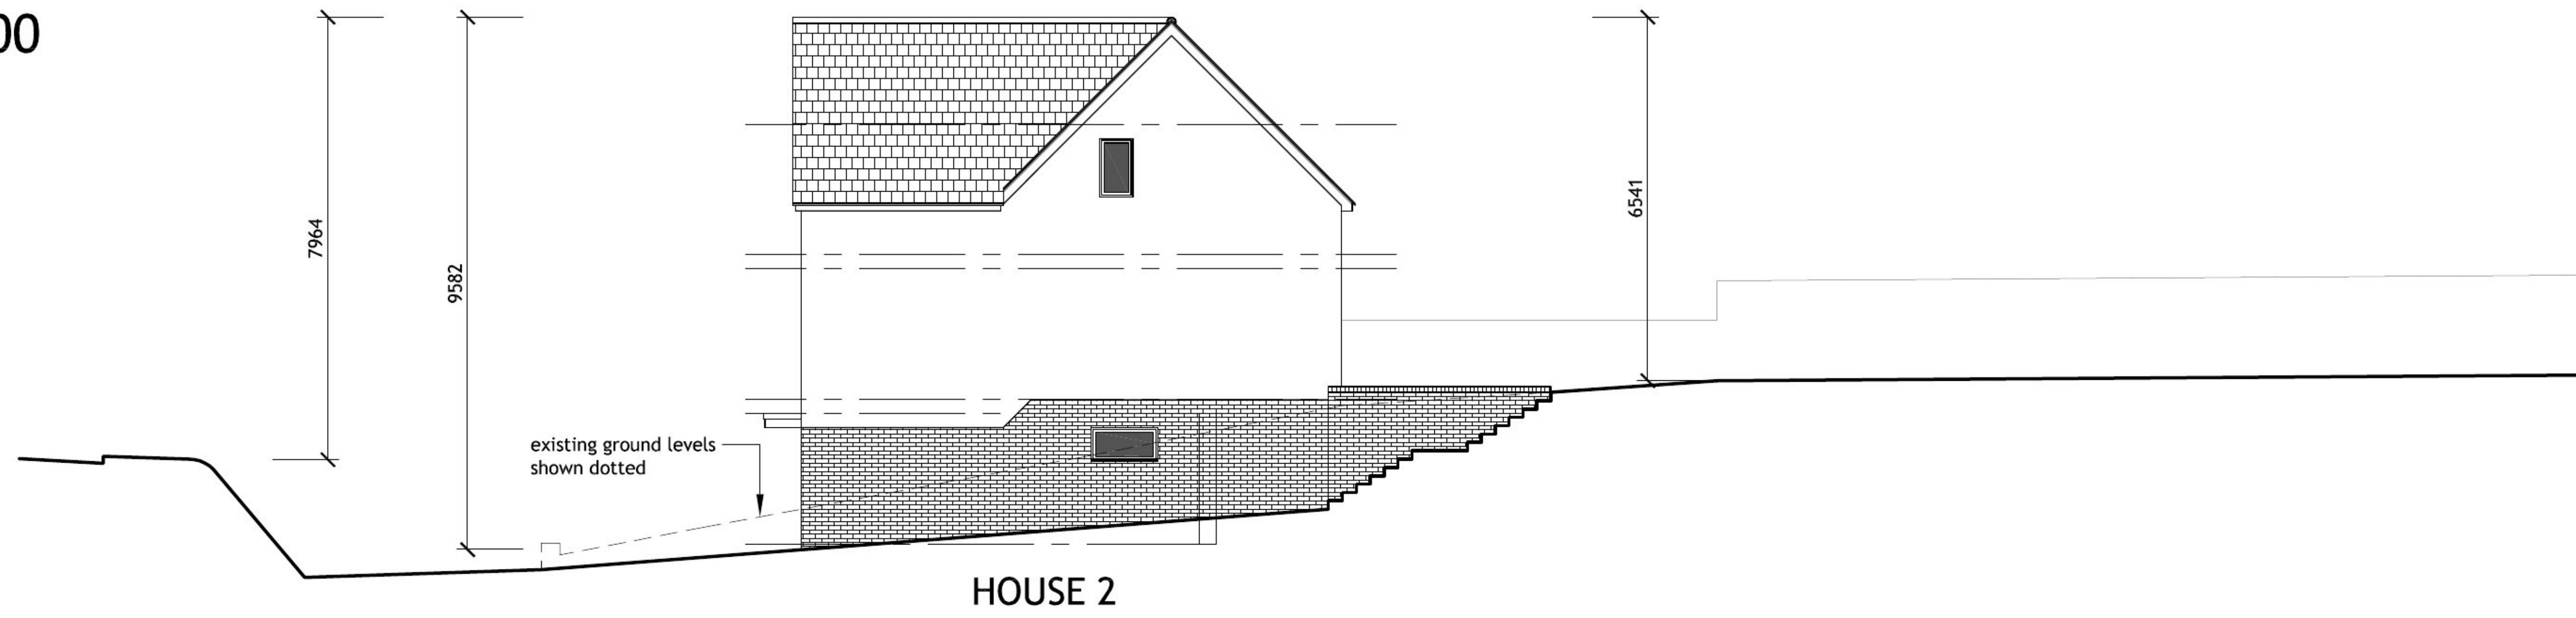 00
7964
9582
6541
existing ground levels
shown dotted
HOUSE 2